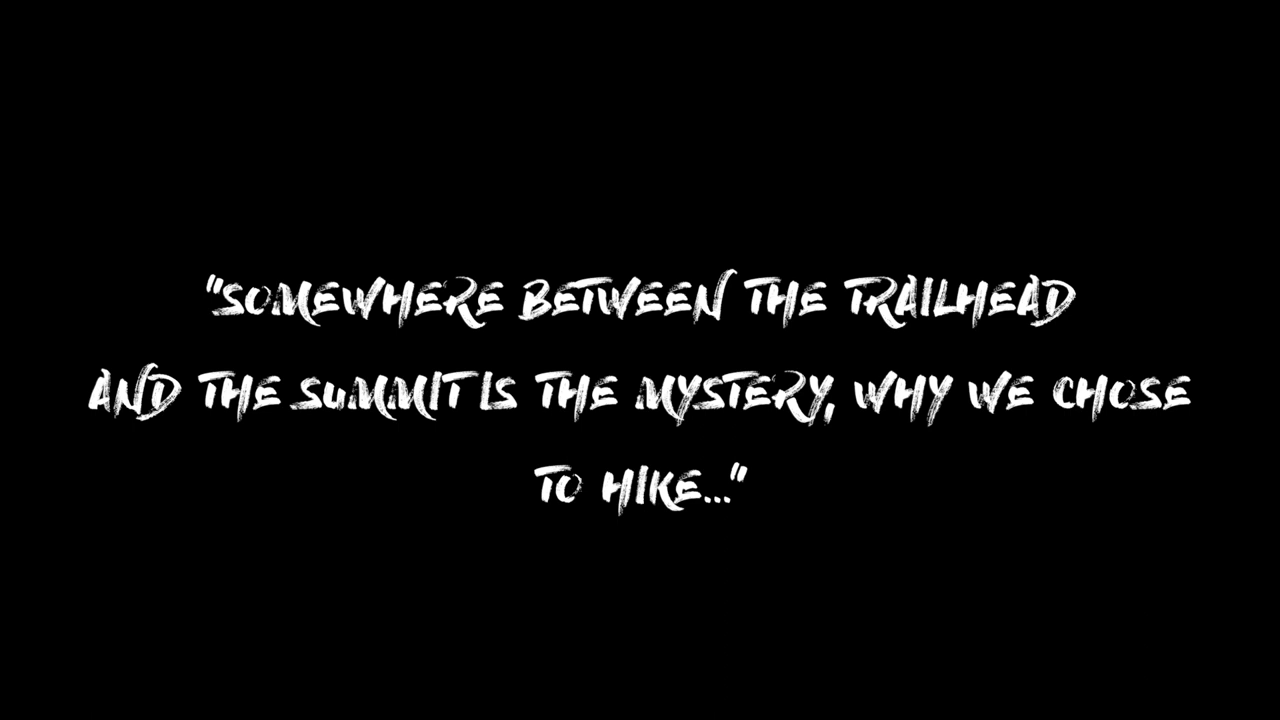 "SOMEWHERE BETWEEN THE TRAILHEAD
AND THE SUMMIT IS THE MYSTERY, WHY WE CHOSE
TO HIKE..."